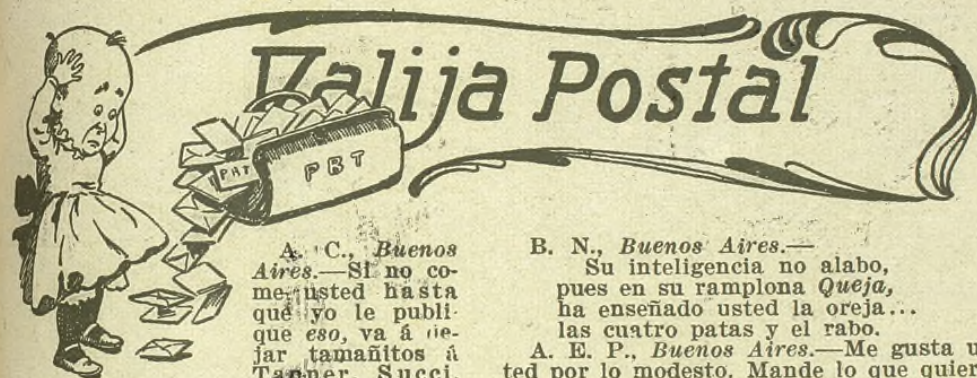 Valija Postal
PBT
PBT
A. C., Buenos
Aires.—Si no co-
me usted hasta
que yo le publi-
que eso, va á de-
jar tamañitos á
Tanner, Succi,
B. N., Buenos Aires.—
Su inteligencia no alabo,
pues en su ramplona Queja,
ha enseñado usted la oreja...
las cuatro patas y el rabo.
A. E. P., Buenos Aires.—Me gusta u
ted por lo modesto. Mande lo que quier